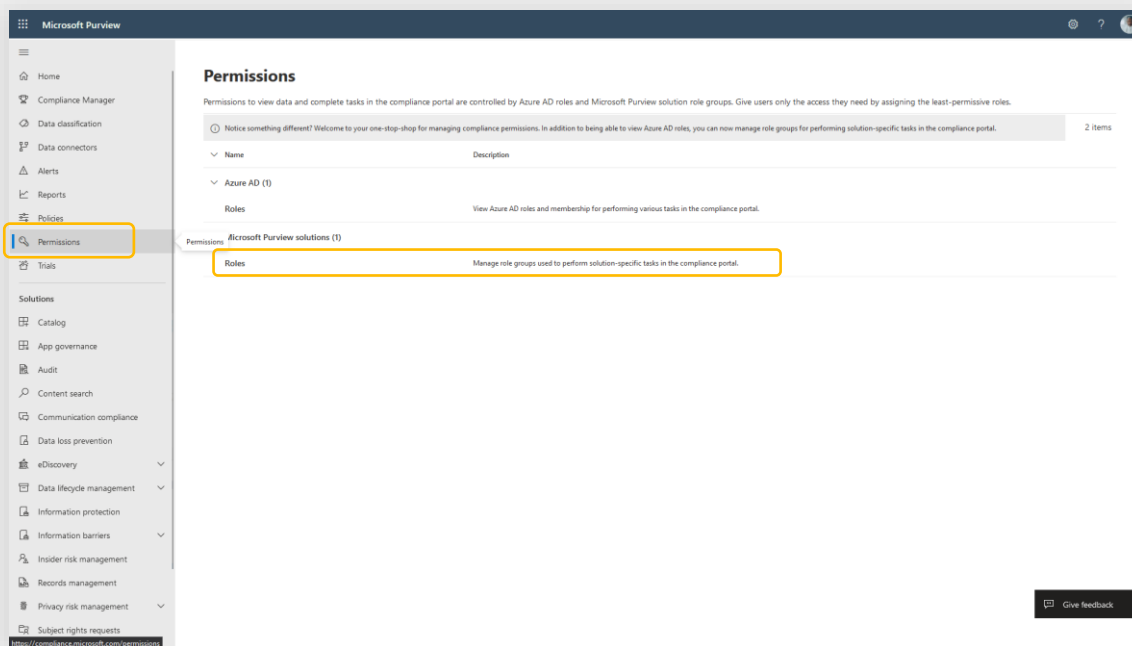 Microsoft Purview
?
Home
Compliance Manager
Data classification
Data connectors
Alerts
Reports
Policies
Permissions
Trials
Solutions
Catalog
App governance
Audit
Content search
Communication compliance
Data loss prevention
eDiscovery
Data lifecycle management
Information protection
Information barriers
Insider risk management
Records management
Privacy risk management
Subject rights requests
https://compliance.microsoft.com/permissions
Permissions
Permissions
Permissions to view data and complete tasks in the compliance portal are controlled by Azure AD roles and Microsoft Purview solution role groups. Give users only the access they need by assigning the least-permissive roles.
Notice something different? Welcome to your one-stop-shop for managing compliance permissions. In addition to being able to view Azure AD roles, you can now manage role groups for performing solution-specific tasks in the compliance portal.
2 items
Name Description
Azure AD (1)
Roles View Azure AD roles and membership for performing various tasks in the compliance portal.
Microsoft Purview solutions (1)
Roles Manage role groups used to perform solution-specific tasks in the compliance portal.
Give feedback